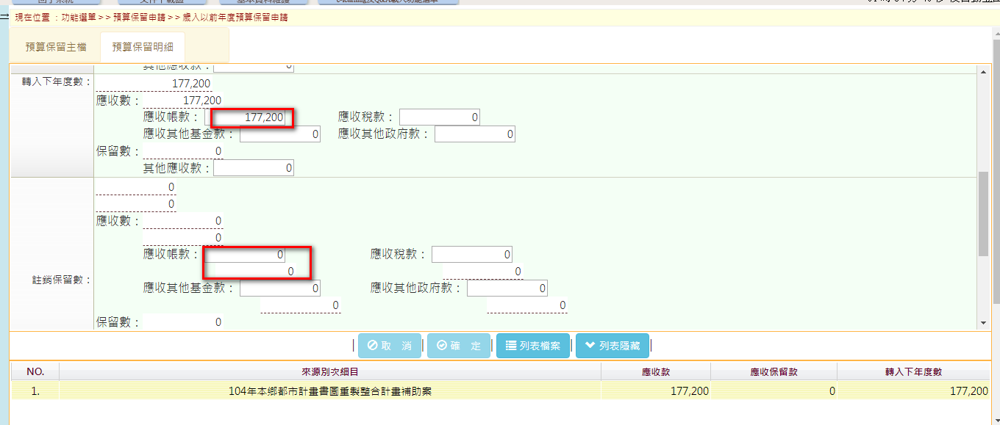 現在位置 ：功能選單>>預算保留申請>>歲入以前年度預算保留申請
預算保留主檔 預算保留明細
其他應收款： 0
轉入下年度數： 177,200
應收數： 177,200
應收帳款： 177,200 應收稅款： 0
應收其他基金款： 0 應收其他政府款： 0
保留數： 0
其他應收款： 0
0
0
應收數： 0
0
應收帳款： 0 應收稅款： 0
0 0
註銷保留數：
應收其他基金款： 0 應收其他政府款： 0
0 0
保留數： 0
取 消 確 定 列表檔案 列表隱藏
NO. 來源別次細目 應收款 應收保留款 轉入下年度數
1. 104年本鄉都市計畫書圖重製整合計畫補助案 177,200 0 177,200